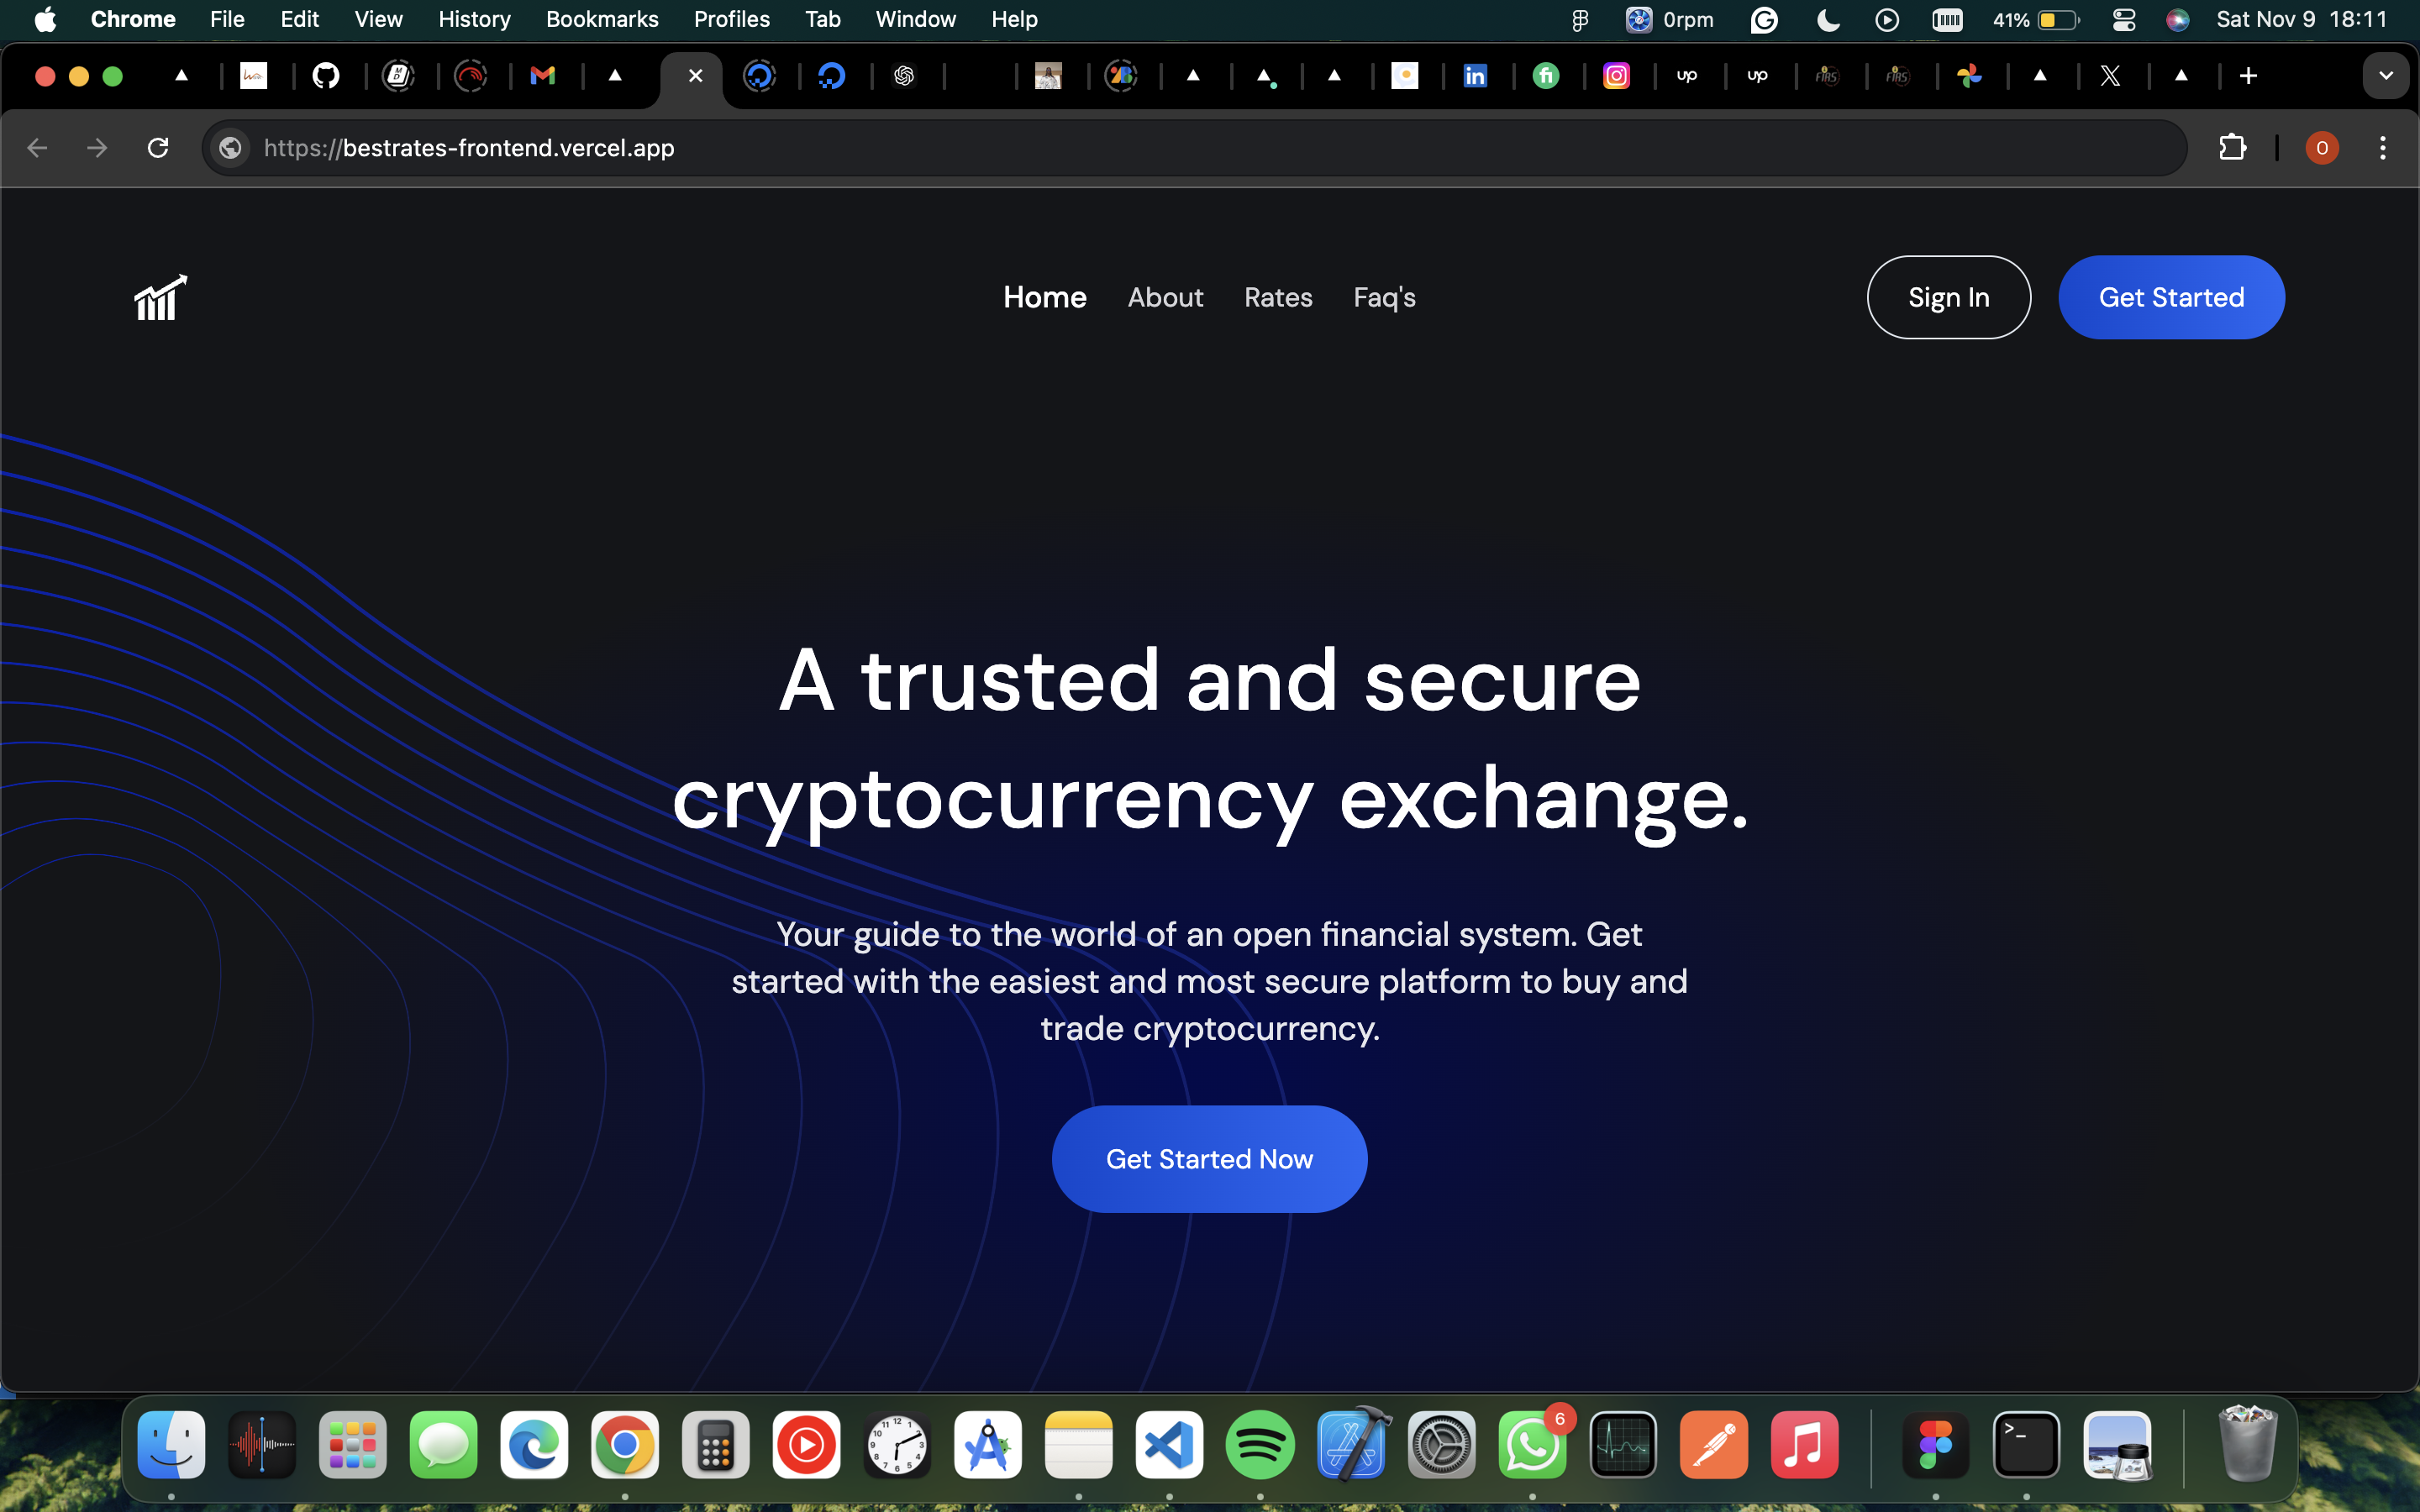 Chrome File Edit View History Bookmarks Profiles Tab Window Help 0rpm 41% Sat Nov 9 18:11
https://bestrates-frontend.vercel.app
O
Home About Rates Faq's Sign In Get Started
A trusted and secure
cryptocurrency exchange.
Your guide to the world of an open financial system. Get
started with the easiest and most secure platform to buy and
trade cryptocurrency.
Get Started Now
6